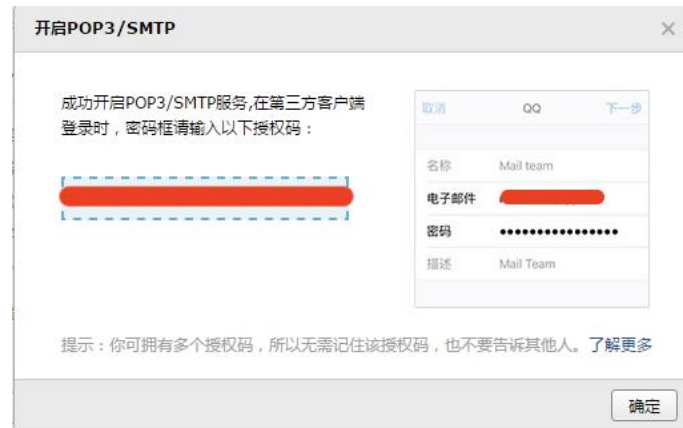 开启POP3/SMTP
成功开启POP3/SMTP服务,在第三方客户端
登录时，密码框请输入以下授权码：
取消 QQ 下一步
名称 Mail team
电子邮件
密码 ••••••••••••••••
描述 Mail Team
提示：你可拥有多个授权码，所以无需记住该授权码，也不要告诉其他人。了解更多
确定